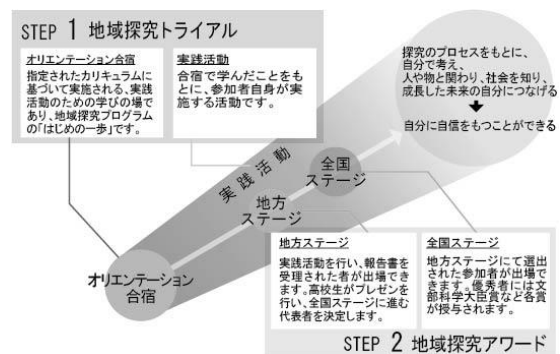 STEP 1 地域探究トライアル
オリエンテーション合宿
指定されたカリキュラムに
基づいて実施される、実践
活動のための学びの場で
あり、地域探究プログラム
の「はじめの一歩」です。
実践活動
合宿で学んだことをも
とに、参加者自身が実
施する活動です。
探究のプロセスをもとに、
自分で考え、
人や物と関わり、社会を知り、
成長した未来の自分につなげる
自分に自信をもつことができる
実践活動
全国
ステージ
地方
ステージ
オリエンテーション
合宿
地方ステージ
実践活動を行い、報告書を
受理された者が出場でき
ます。高校生がプレゼンを
行い、全国ステージに進む
代表者を決定します。
全国ステージ
地方ステージにて選出
された参加者が出場で
きます。優秀者には文
部科学大臣賞など各賞
が授与されます。
STEP 2 地域探究アワード